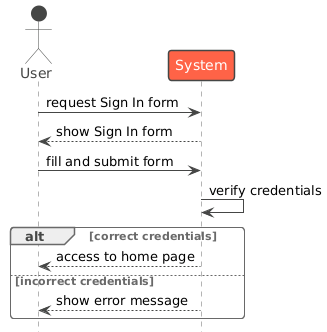 User
System
request Sign In form
show Sign In form
fill and submit form
verify credentials
alt [correct credentials]
access to home page
[incorrect credentials]
show error message